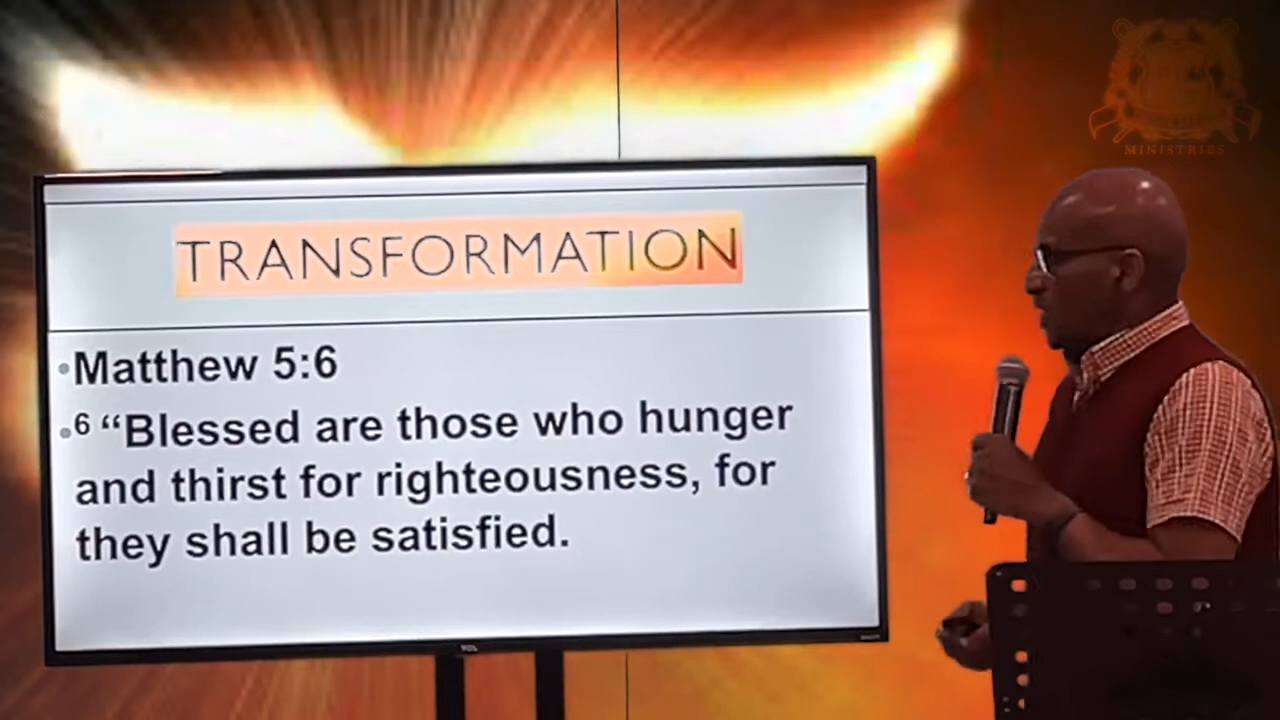 MINISTRIES
TRANSFORMATION
•Matthew 5:6
•6 “Blessed are those who hunger
and thirst for righteousness, for
they shall be satisfied.
TCL